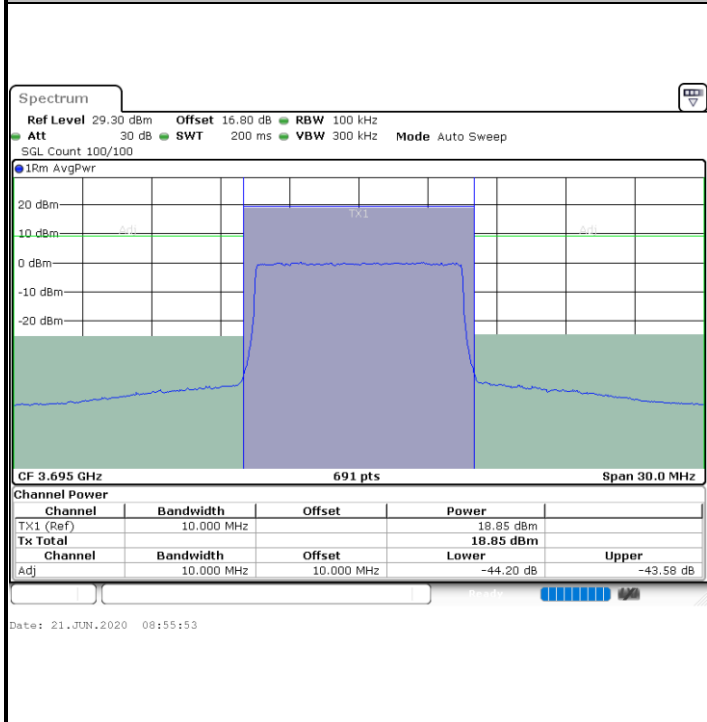 Spectrum
Ref Level 29.30 dBm Offset 16.80 dB RBW 100 kHz
Att 30 dB SWT 200 ms VBW 300 kHz Mode Auto Sweep
SGL Count 100/100
1Rm AvgPwr
20 dBm
TX1
10 dBm Adj Adj
0 dBm
-10 dBm
-20 dBm
CF 3.695 GHz 691 pts Span 30.0 MHz
Channel Power
Channel Bandwidth Offset Power
TX1 (Ref) 10.000 MHz 18.85 dBm
Tx Total 18.85 dBm
Channel Bandwidth Offset Lower Upper
Adj 10.000 MHz 10.000 MHz -44.20 dB -43.58 dB
Ready
Date: 21.JUN.2020 08:55:53